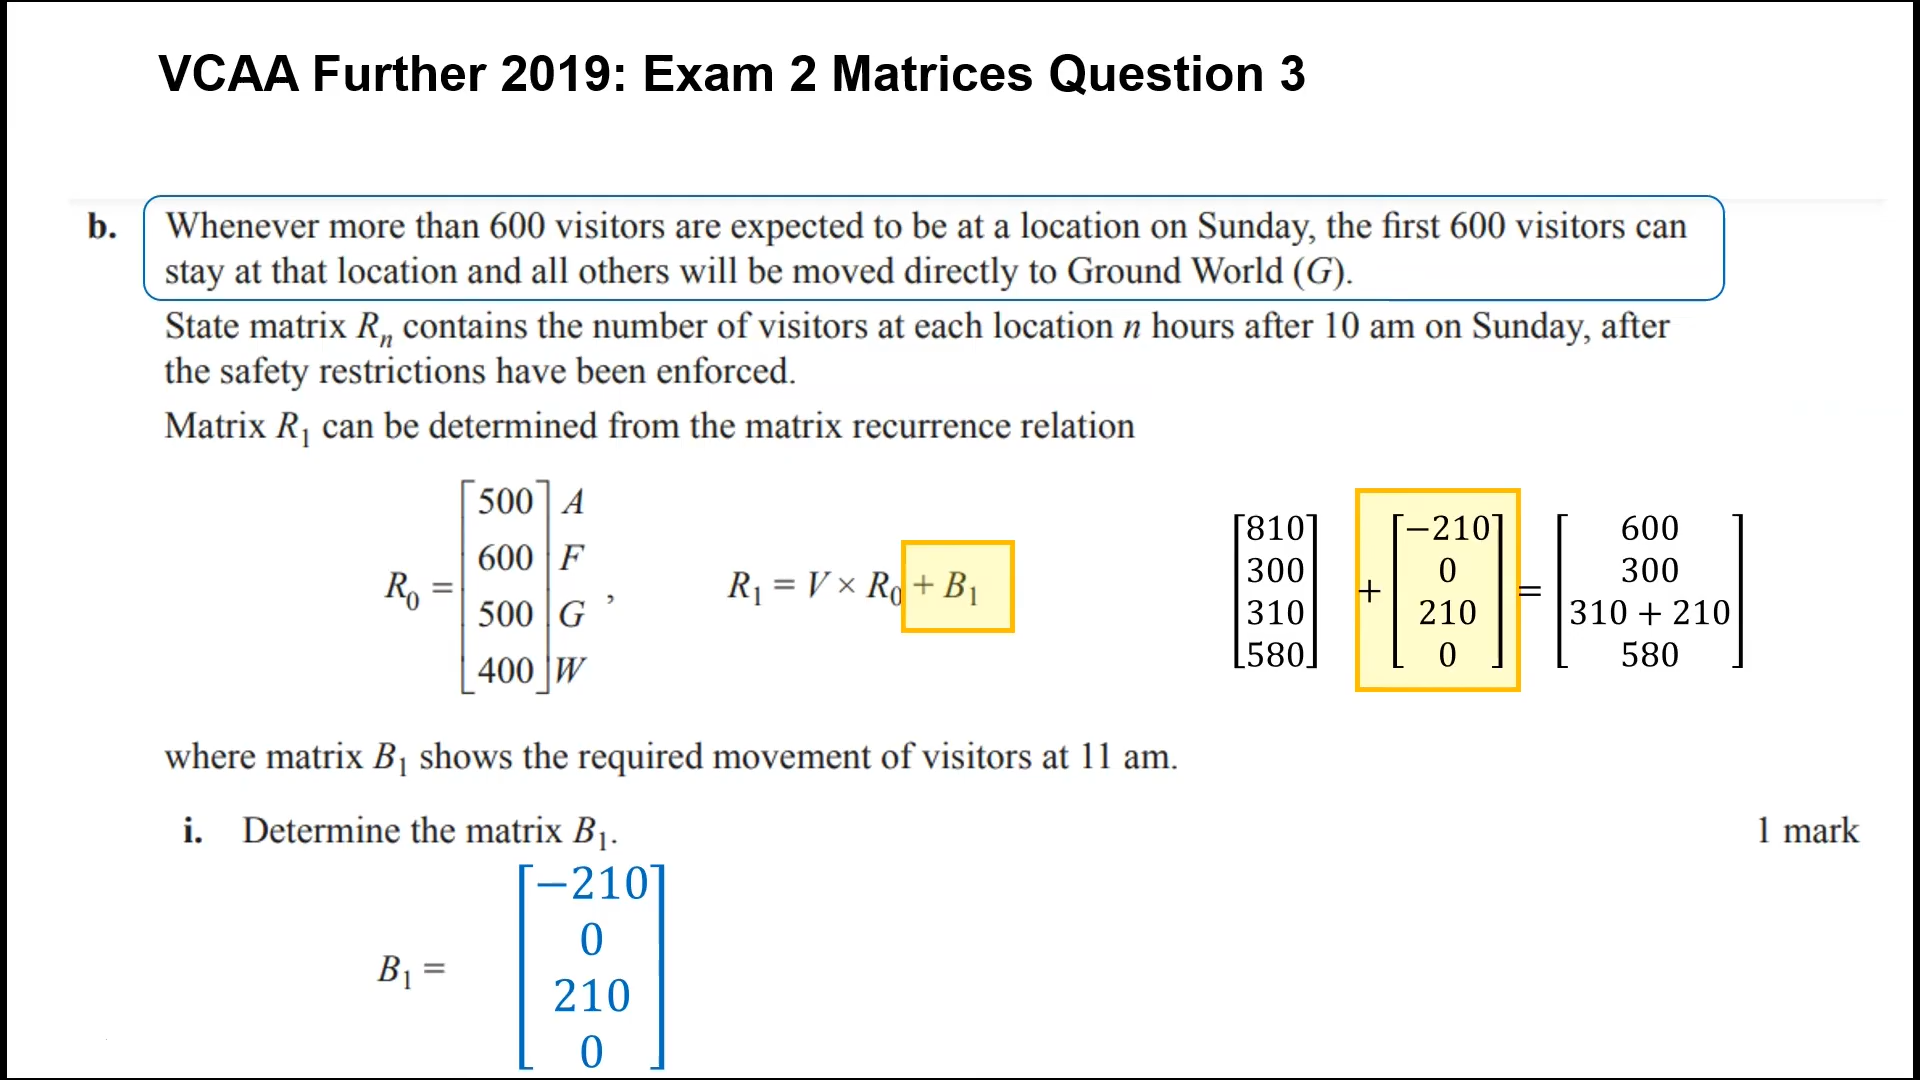 VCAA Further 2019: Exam 2 Matrices Question 3
b. Whenever more than 600 visitors are expected to be at a location on Sunday, the first 600 visitors can
stay at that location and all others will be moved directly to Ground World (G).
State matrix Rₙ contains the number of visitors at each location n hours after 10 am on Sunday, after
the safety restrictions have been enforced.
Matrix R₁ can be determined from the matrix recurrence relation
R₀ = [500 A
600 F
500 G
400] W ,
R₁ = V × R₀ + B₁
[810
300
310
580]
+
[−210
0
210
0]
=
[600
300
310 + 210
580]
where matrix B₁ shows the required movement of visitors at 11 am.
i. Determine the matrix B₁. 1 mark
B₁ = [−210
0
210
0]